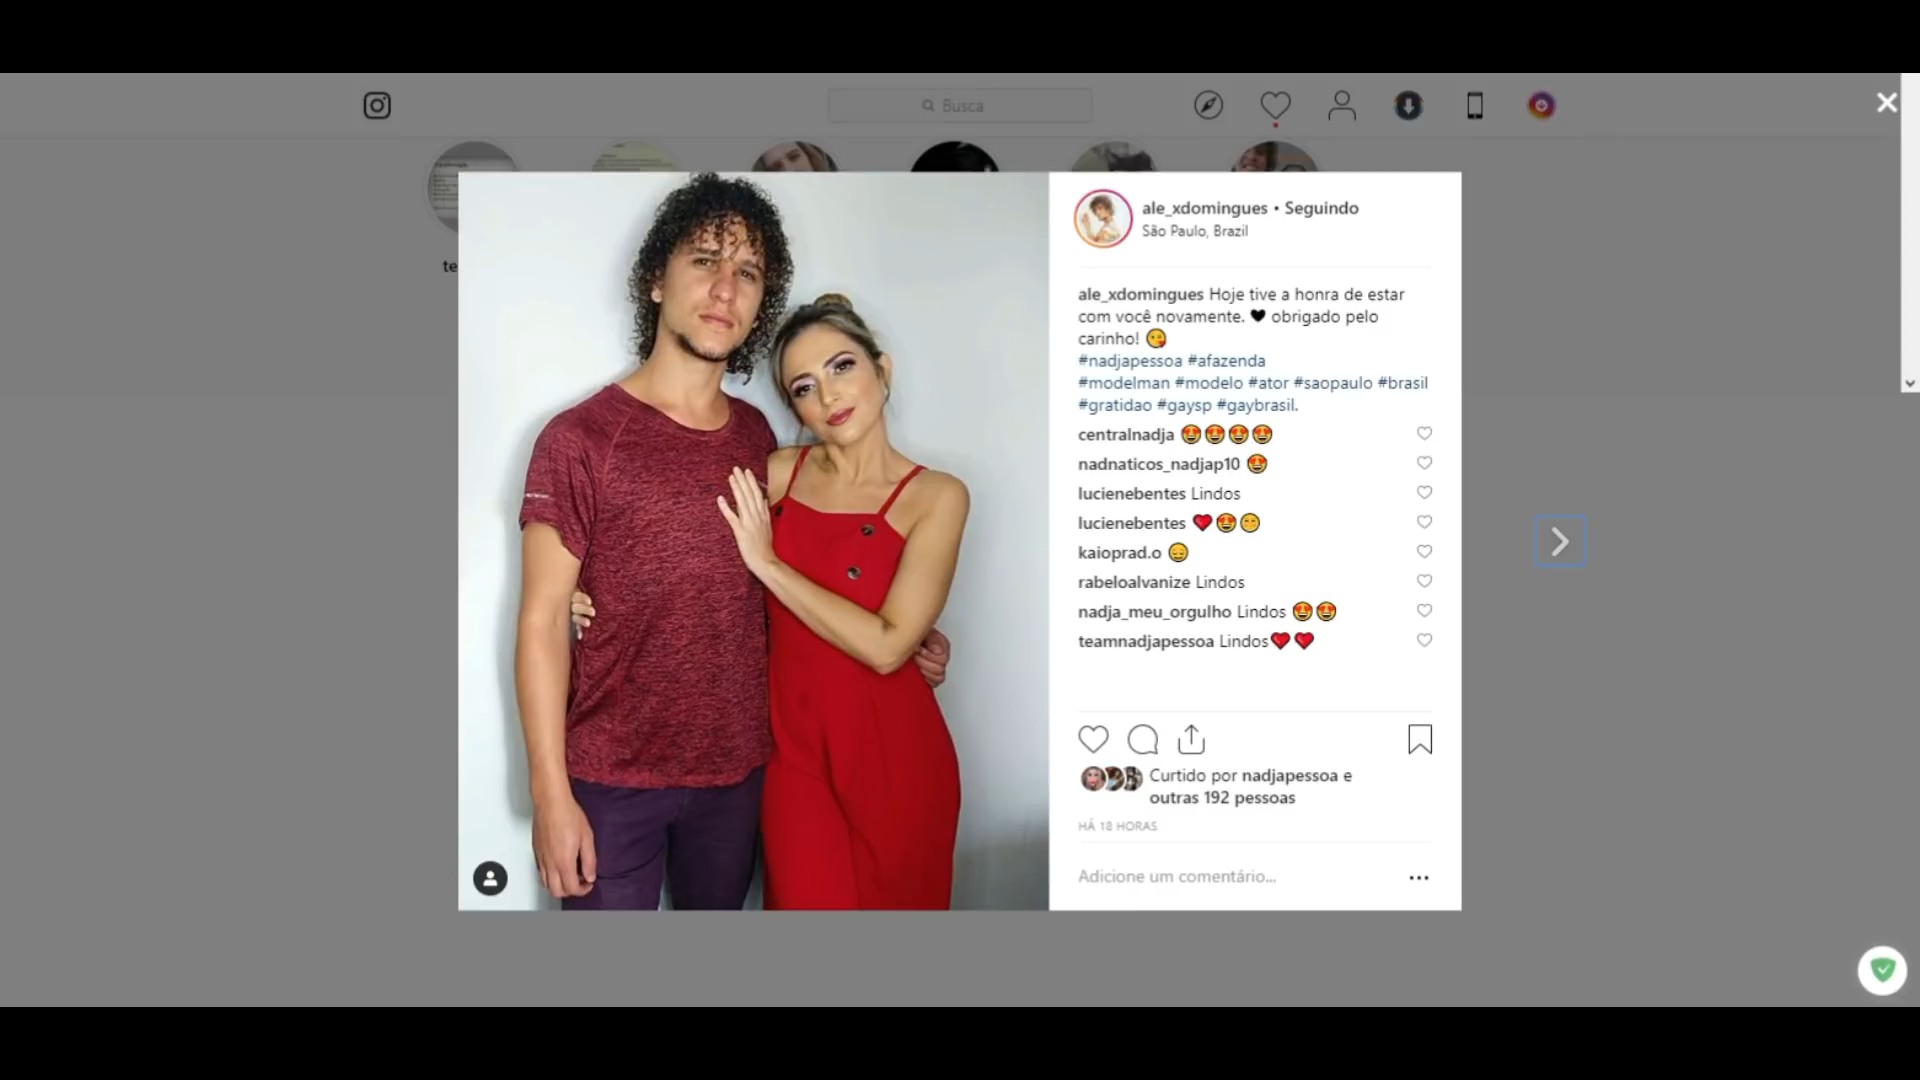 Busca
te
ale_xdomingues • Seguindo
São Paulo, Brazil
ale_xdomingues Hoje tive a honra de estar
com você novamente. 🖤 obrigado pelo
carinho! 😘
#nadjapessoa #afazenda
#modelman #modelo #ator #saopaulo #brasil
#gratidao #gaysp #gaybrasil.
centralnadja 😍😍😍😍
nadnaticos_nadjap10 😍
lucienebentes Lindos
lucienebentes ❤️😍😊
kaioprad.o 😔
rabeloalvanize Lindos
nadja_meu_orgulho Lindos 😍😍
teamnadjapessoa Lindos❤️❤️
Curtido por nadjapessoa e
outras 192 pessoas
HÁ 18 HORAS
Adicione um comentário...